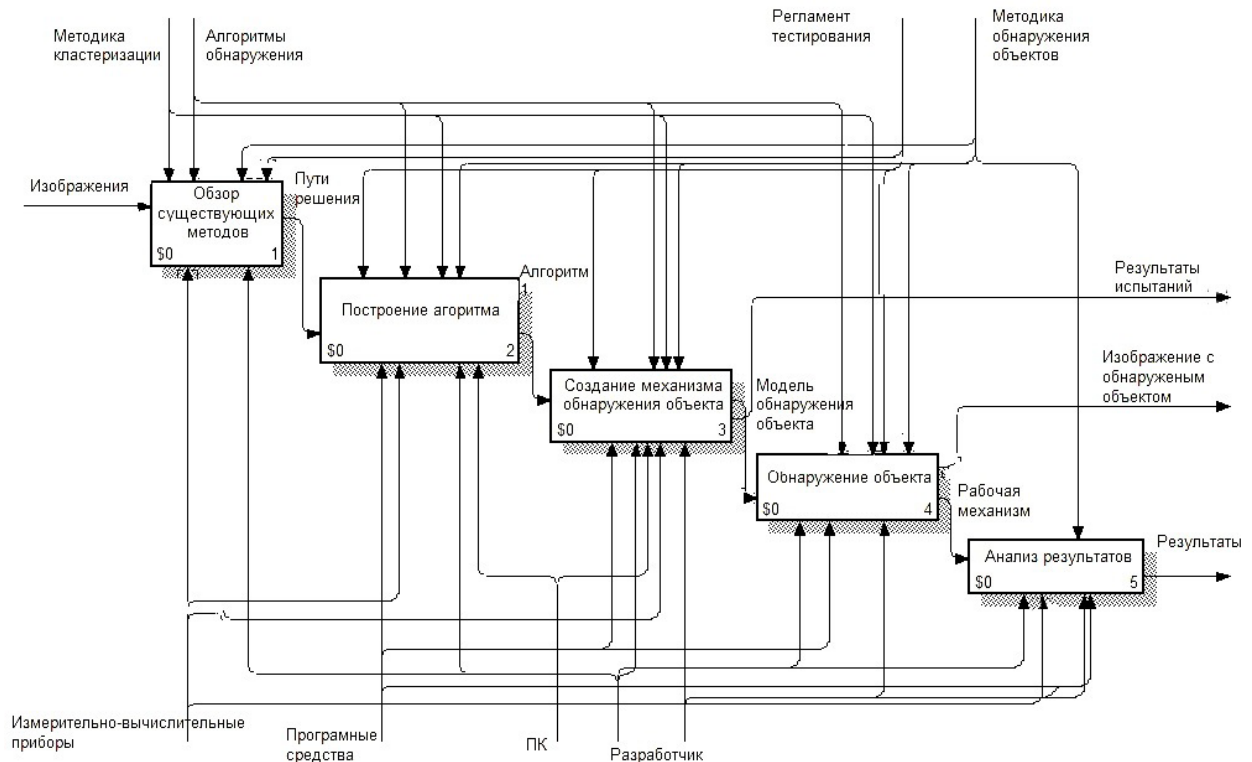 Методика
кластеризации
Алгоритмы
обнаружения
Регламент
тестирования
Методика
обнаружения
объектов
Изображения
Обзор
существующих
методов
$0
1
Пути
решения
Построение агоритма
$0
2
Алгоритм
1
Создание механизма
обнаружения объекта
$0
3
Модель
обнаружения
объекта
Обнаружение объекта
$0
4
Рабочая
механизм
Анализ результатов
$0
5
Результаты
испытаний
Изображение с
обнаруженым
объектом
Результаты
Измерительно-вычислительные
приборы
Програмные
средства
ПК
Разработчик